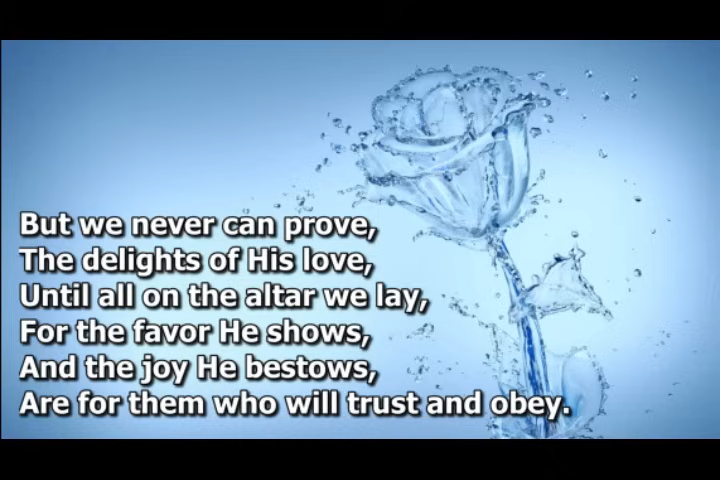 But we never can prove,
The delights of His love,
Until all on the altar we lay,
For the favor He shows,
And the joy He bestows,
Are for them who will trust and obey.